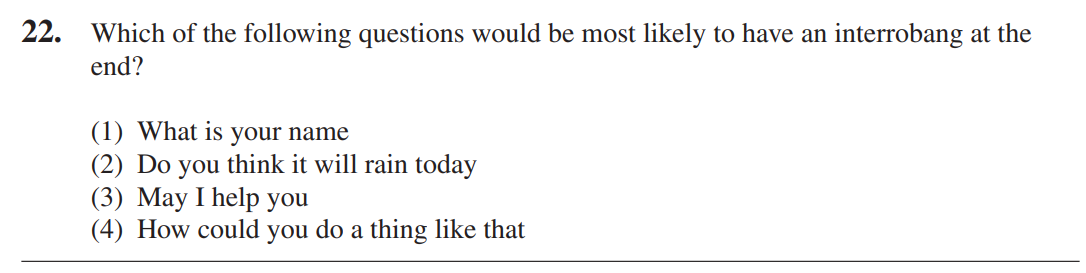 22. Which of the following questions would be most likely to have an interrobang at the
end?
(1) What is your name
(2) Do you think it will rain today
(3) May I help you
(4) How could you do a thing like that